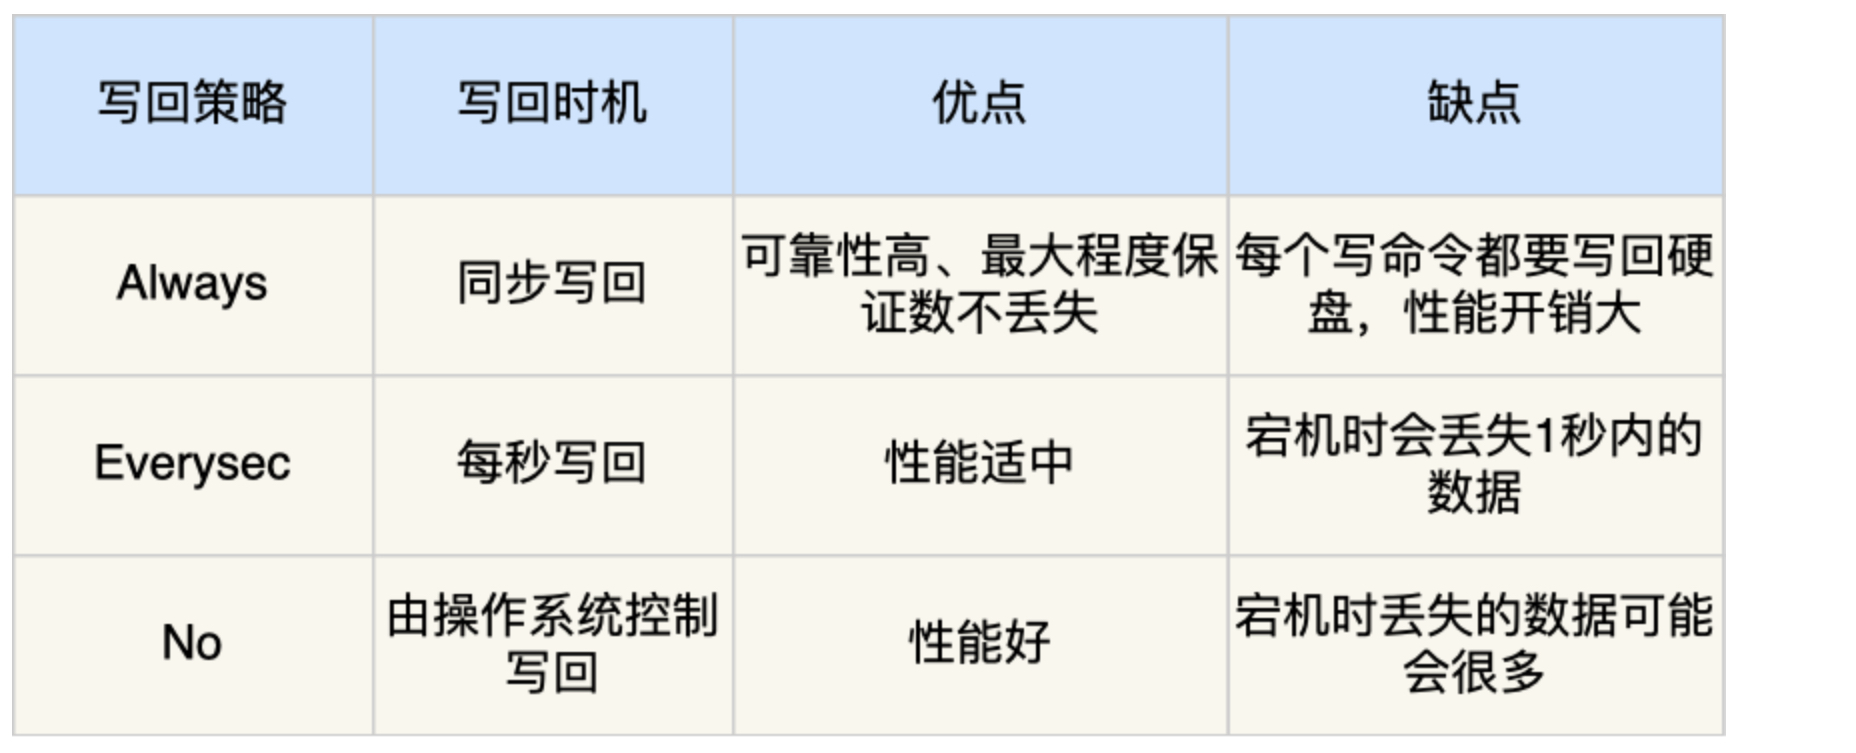 写回策略
写回时机
优点
缺点
Always
同步写回
可靠性高、最大程度保
证数不丢失
每个写命令都要写回硬
盘，性能开销大
Everysec
每秒写回
性能适中
宕机时会丢失1秒内的
数据
No
由操作系统控制
写回
性能好
宕机时丢失的数据可能
会很多